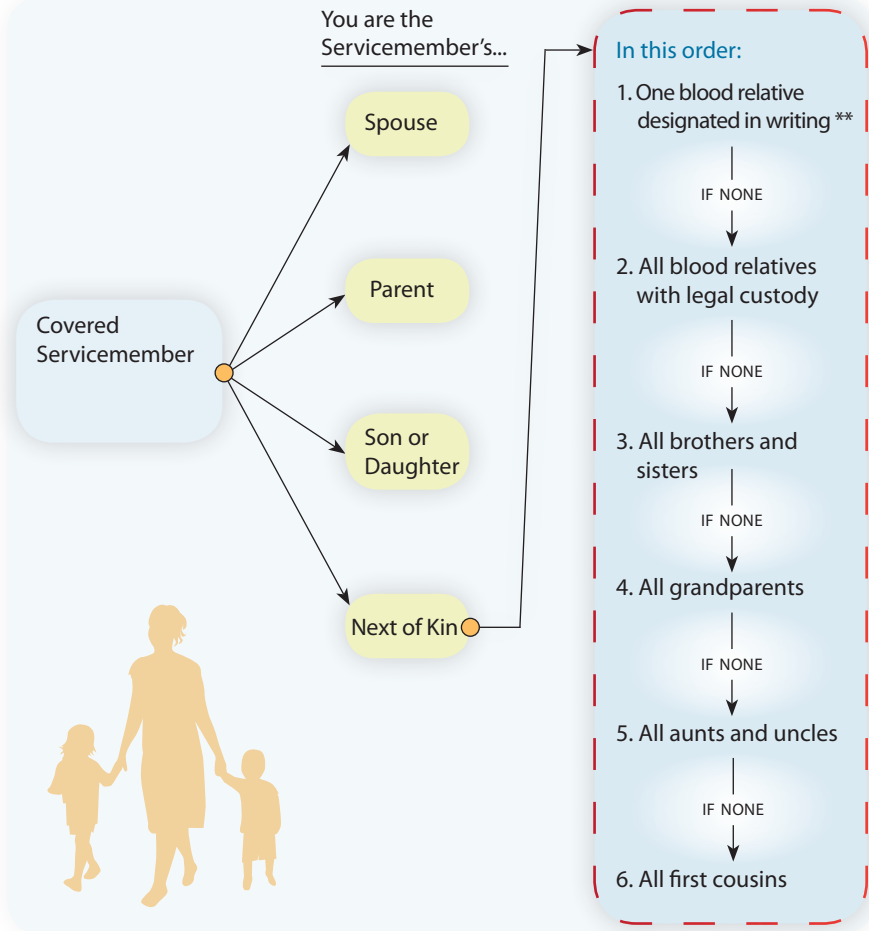 You are the
Servicemember's...
Spouse
Parent
Covered
Servicemember
Son or
Daughter
Next of Kin
In this order:
1. One blood relative
designated in writing **
IF NONE
2. All blood relatives
with legal custody
IF NONE
3. All brothers and
sisters
IF NONE
4. All grandparents
IF NONE
5. All aunts and uncles
IF NONE
6. All first cousins